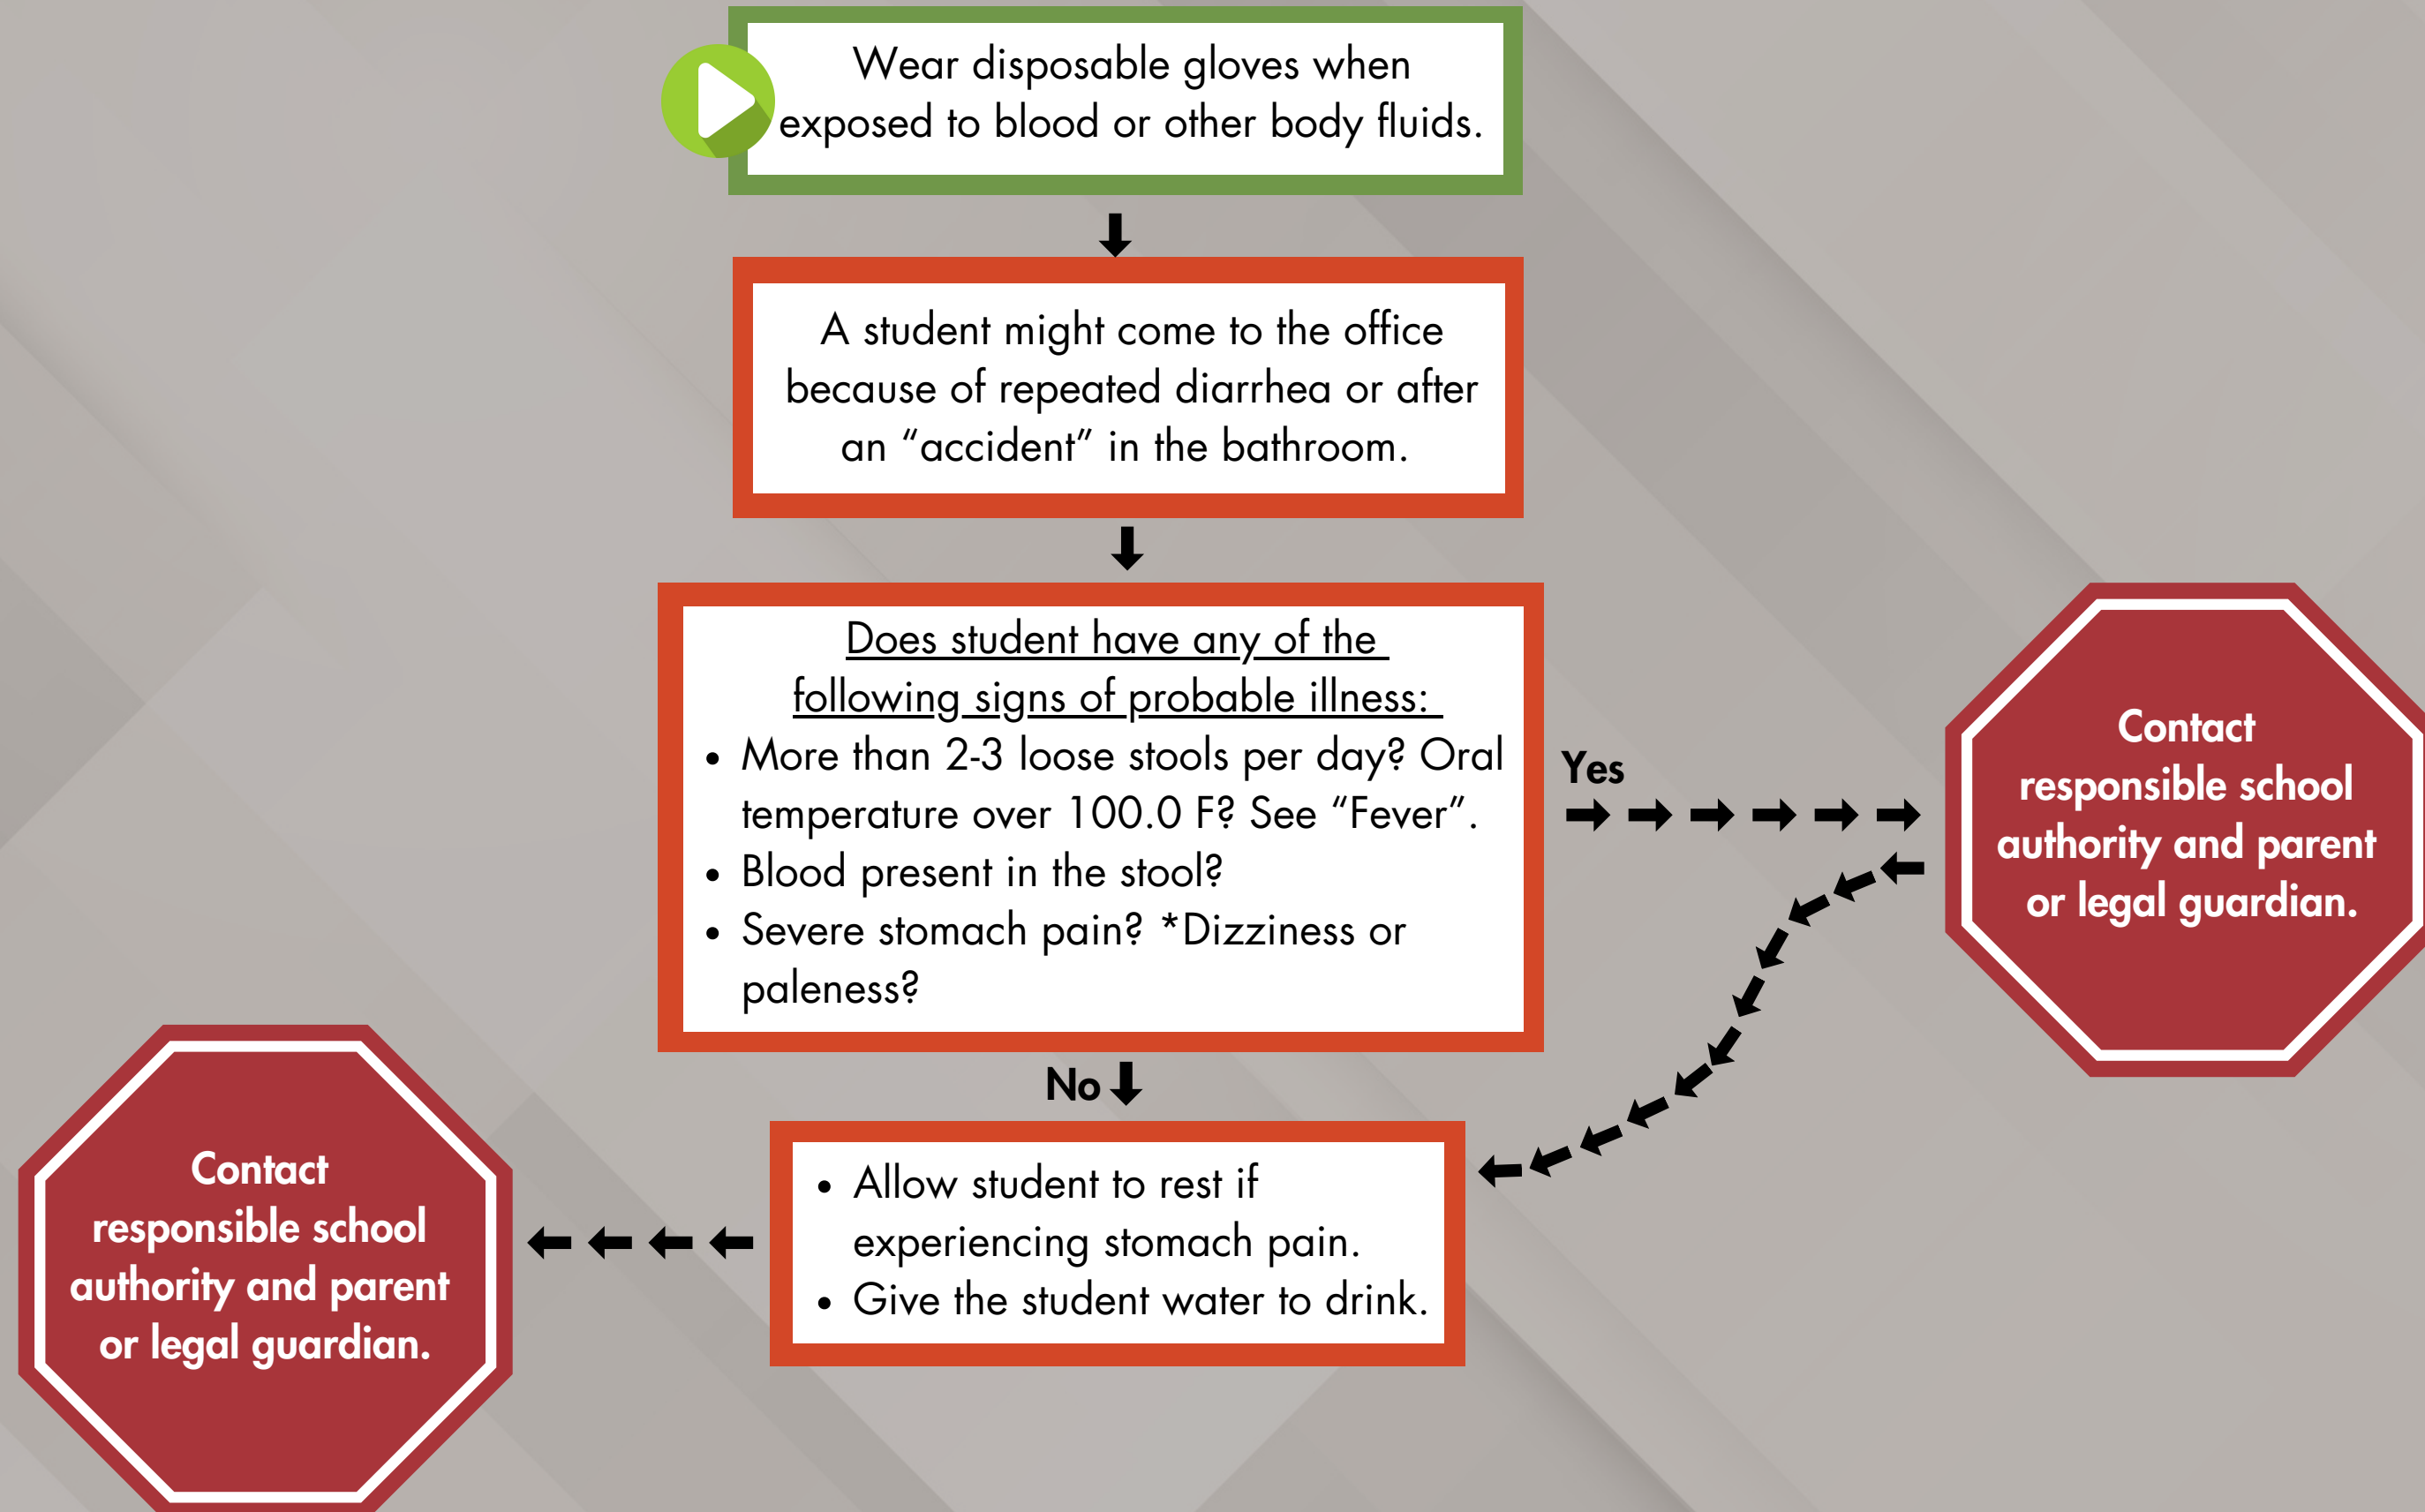 Wear disposable gloves when
exposed to blood or other body fluids.
A student might come to the office
because of repeated diarrhea or after
an “accident” in the bathroom.
Does student have any of the
following signs of probable illness:
• More than 2-3 loose stools per day? Oral
temperature over 100.0 F? See “Fever”.
• Blood present in the stool?
• Severe stomach pain? *Dizziness or
paleness?
Yes
Contact
responsible school
authority and parent
or legal guardian.
No
• Allow student to rest if
experiencing stomach pain.
• Give the student water to drink.
Contact
responsible school
authority and parent
or legal guardian.